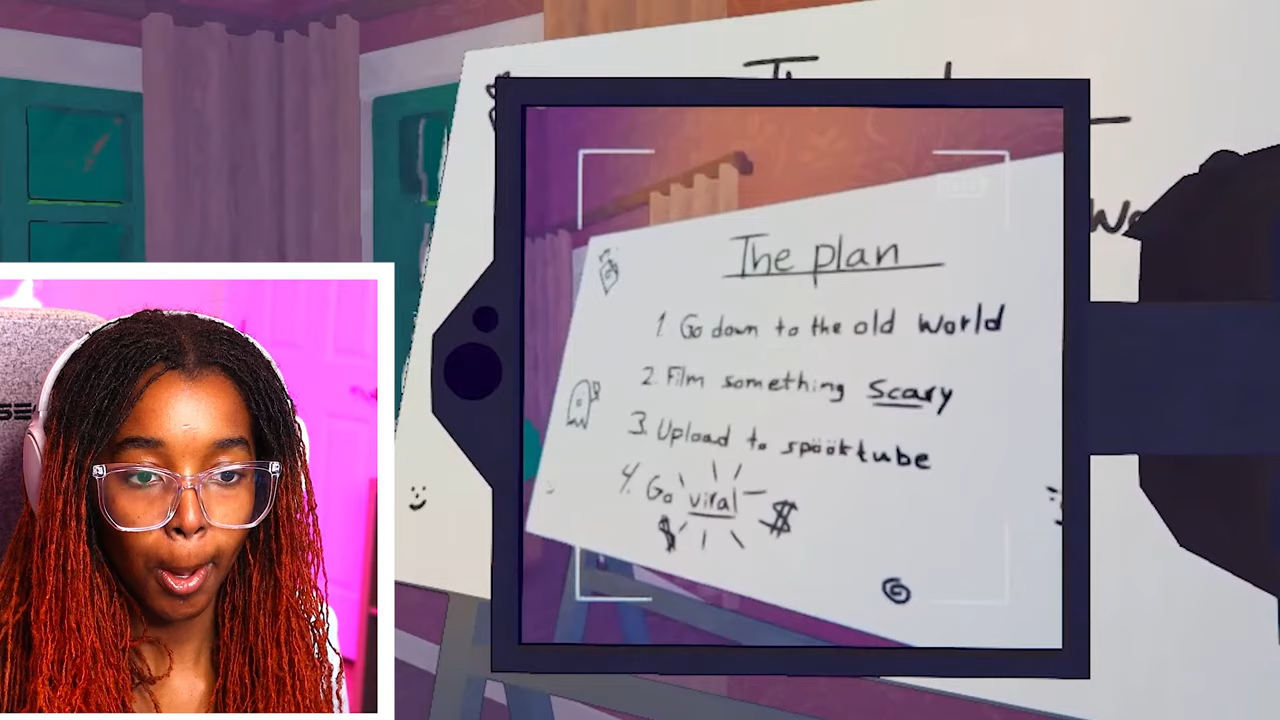 The plan
1. Go down to the old world
2. Film something scary
3. Upload to spööktube
4. Go viral
$ $